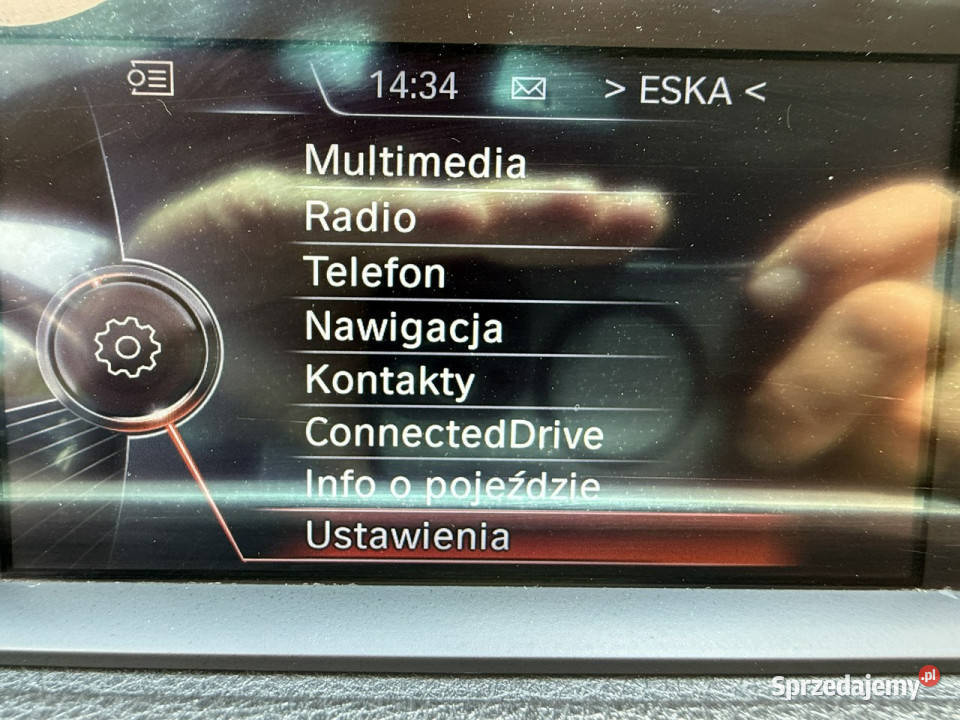 14:34 > ESKA <
Multimedia
Radio
Telefon
Nawigacja
Kontakty
ConnectedDrive
Info o pojeździe
Ustawienia
Sprzedajemy.pl